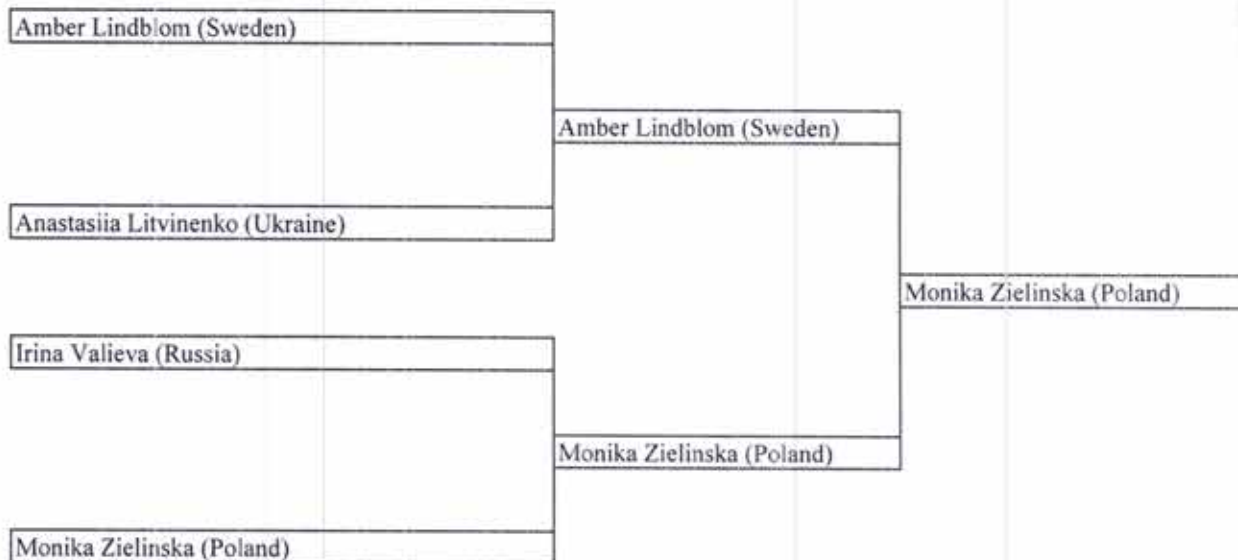 Amber Lindblom (Sweden)
Amber Lindblom (Sweden)
Anastasiia Litvinenko (Ukraine)
Monika Zielinska (Poland)
Irina Valieva (Russia)
Monika Zielinska (Poland)
Monika Zielinska (Poland)